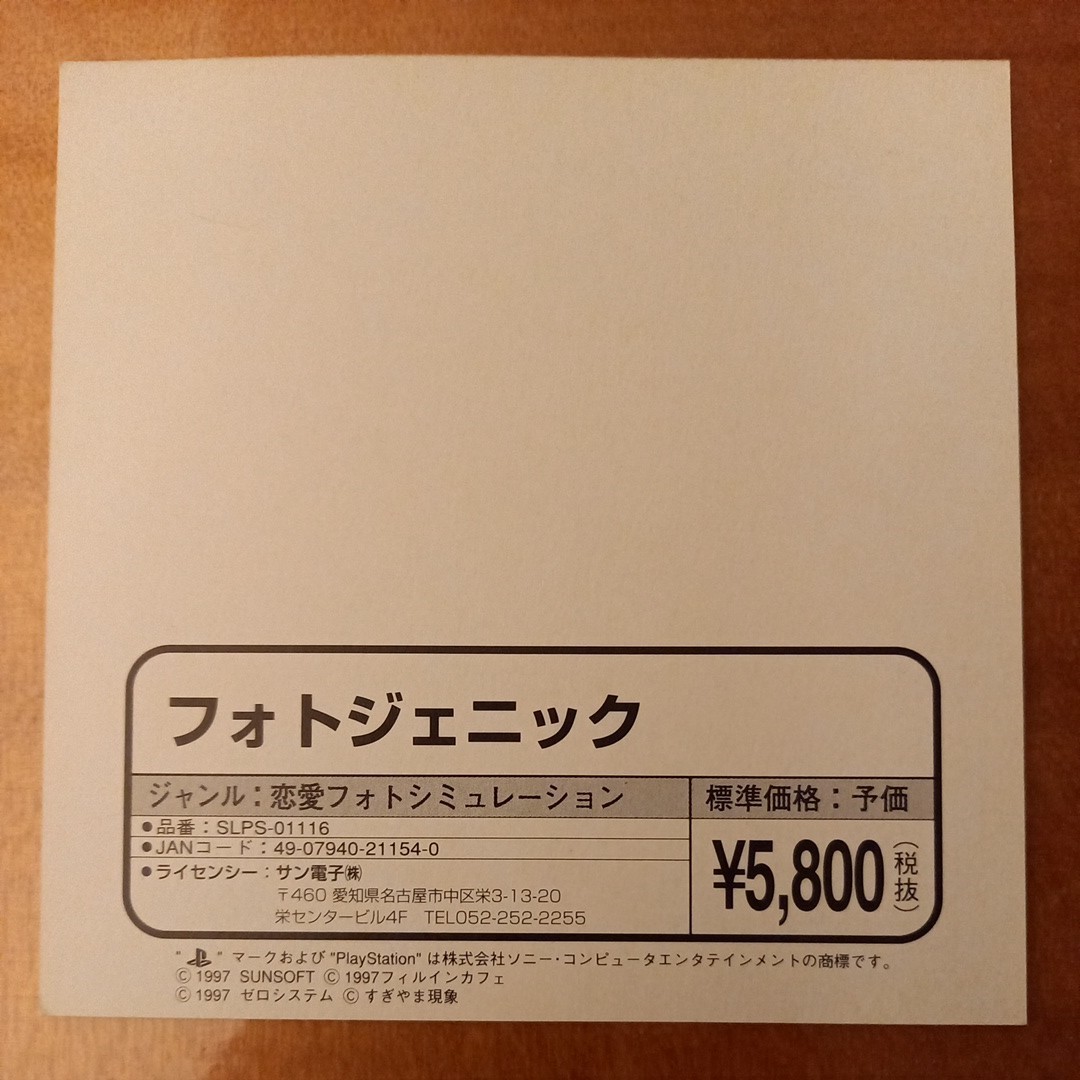 フォトジェニック
ジャンル：恋愛フォトシミュレーション
標準価格：予価
●品番：SLPS-01116
●JANコード：49-07940-21154-0
●ライセンシー：サン電子㈱
〒460 愛知県名古屋市中区栄3-13-20
栄センタービル4F TEL052-252-2255
¥5,800（税抜）
" " マークおよび "PlayStation" は株式会社ソニー・コンピュータエンタテインメントの商標です。
© 1997 SUNSOFT © 1997フィルインカフェ
© 1997 ゼロシステム © すぎやま現象